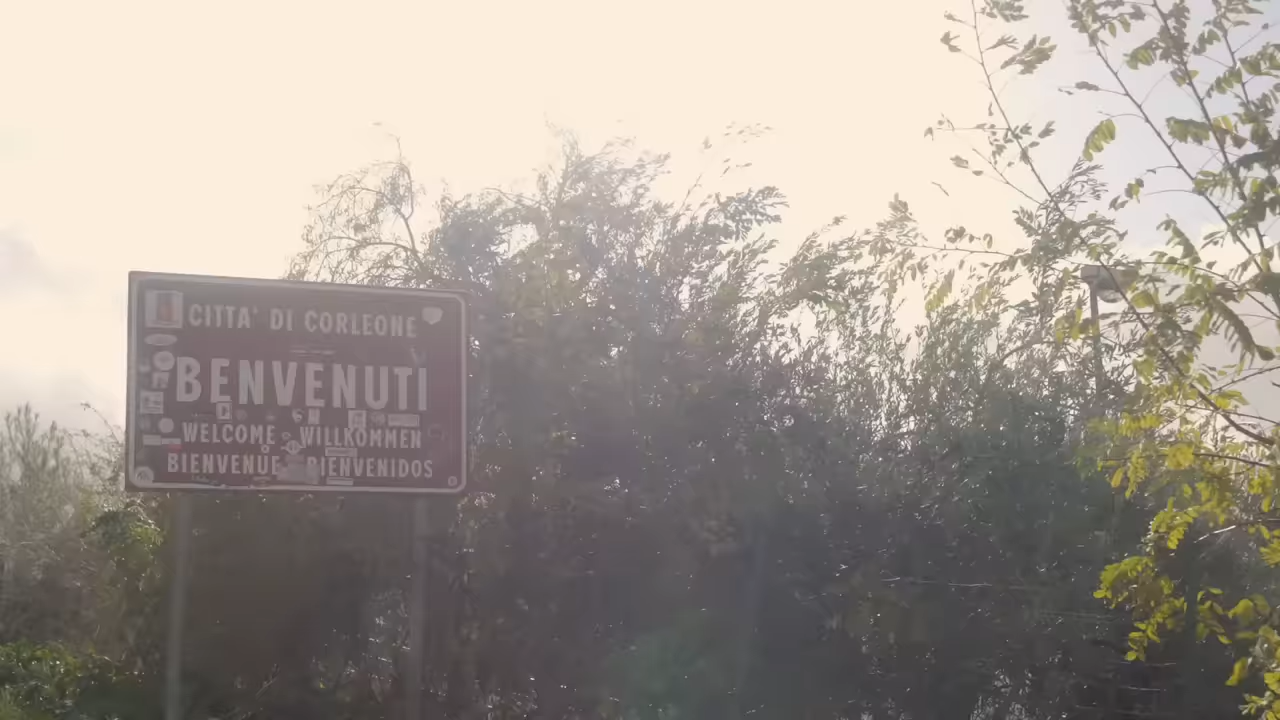 CITTA' DI CORLEONE
BENVENUTI
WELCOME WILLKOMMEN
BIENVENUE BIENVENIDOS